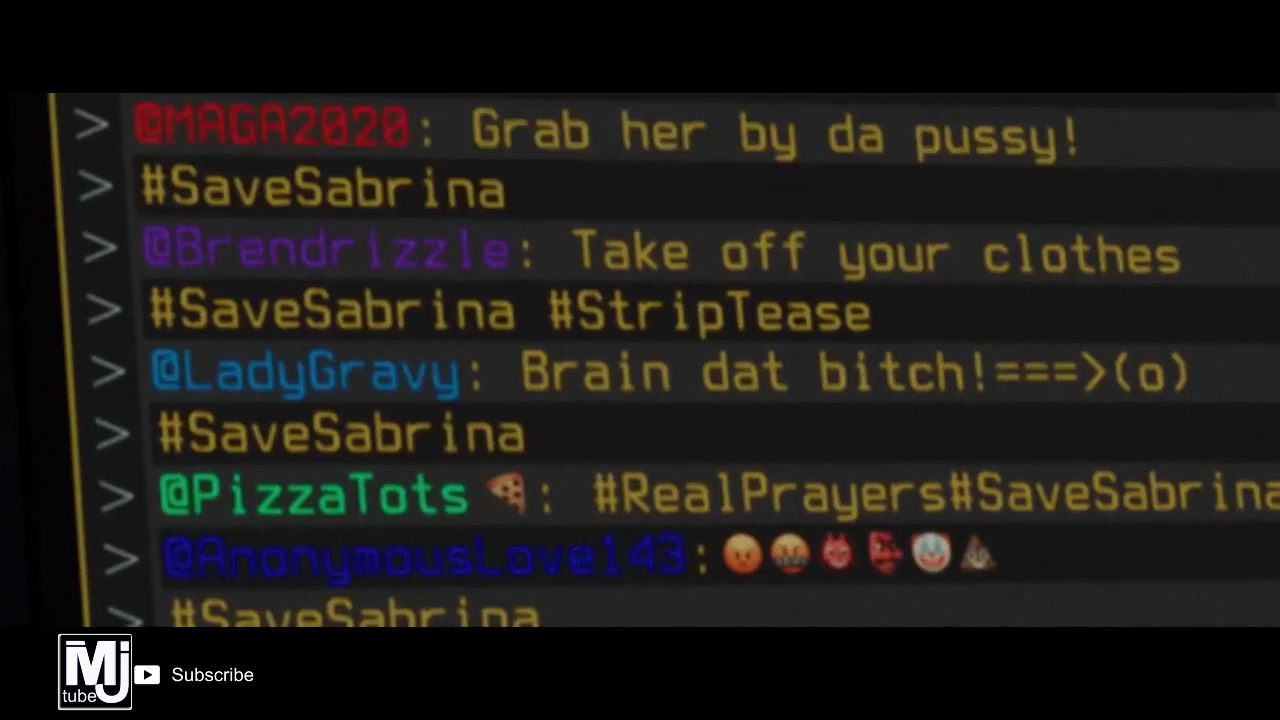 > @MAGA2020: Grab her by da pussy!
> #SaveSabrina
> @Brendrizzle: Take off your clothes
> #SaveSabrina #StripTease
> @LadyGravy: Brain dat bitch!===>(o)
> #SaveSabrina
> @PizzaTots🍕: #RealPrayers#SaveSabrina
> @AnonymousLove143:😡🤬👹👺🤡💩
> #SaveSabrina
Mj
tube
Subscribe